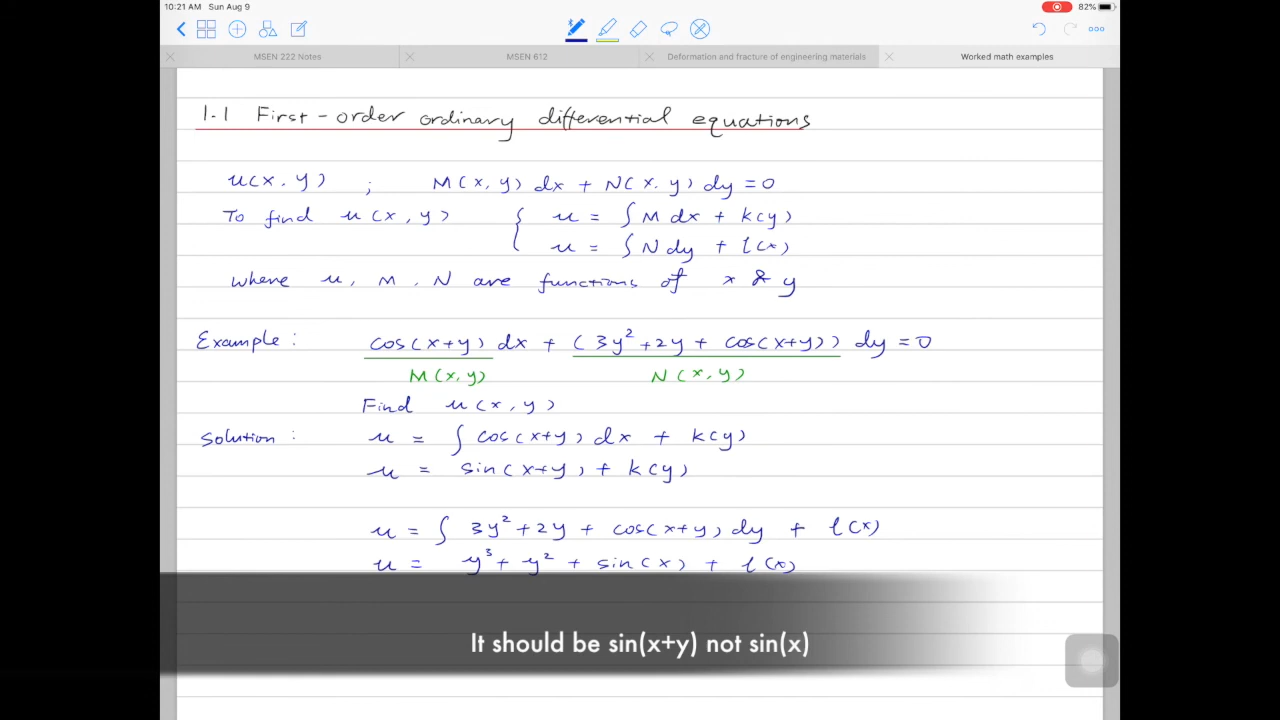 10:21 AM Sun Aug 9
82%
MSEN 222 Notes
MSEN 612
Deformation and fracture of engineering materials
Worked math examples
1.1 First-order ordinary differential equations
u(x,y) ; M(x,y) dx + N(x,y) dy = 0
To find u(x,y) { u = ∫ M dx + k(y)
u = ∫ N dy + l(x)
where u, M, N are functions of x & y
Example: cos(x+y) dx + (3y² + 2y + cos(x+y)) dy = 0
M(x,y) N(x,y)
Find u(x,y)
Solution: u = ∫ cos(x+y) dx + k(y)
u = sin(x+y) + k(y)
u = ∫ 3y² + 2y + cos(x+y) dy + l(x)
u = y³ + y² + sin(x) + l(x)
It should be sin(x+y) not sin(x)